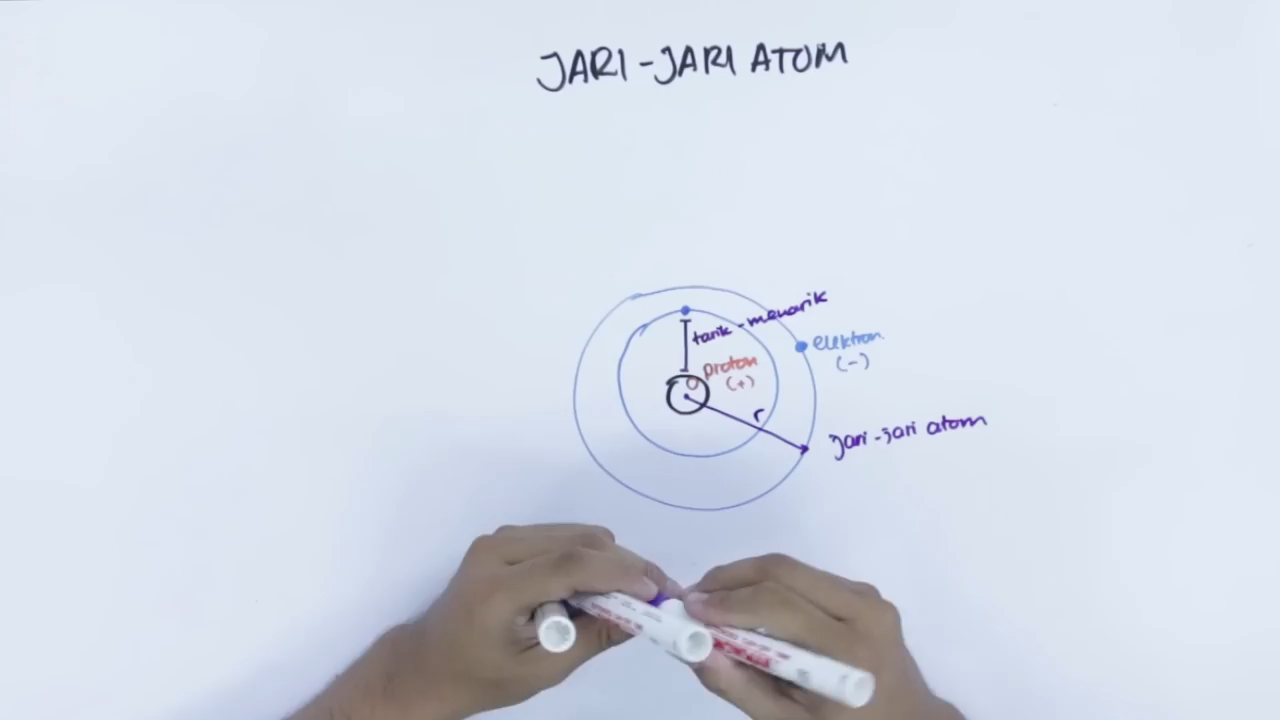 JARI-JARI ATOM
tarik-menarik
elektron.
(-)
proton
(+)
r
jari-jari atom